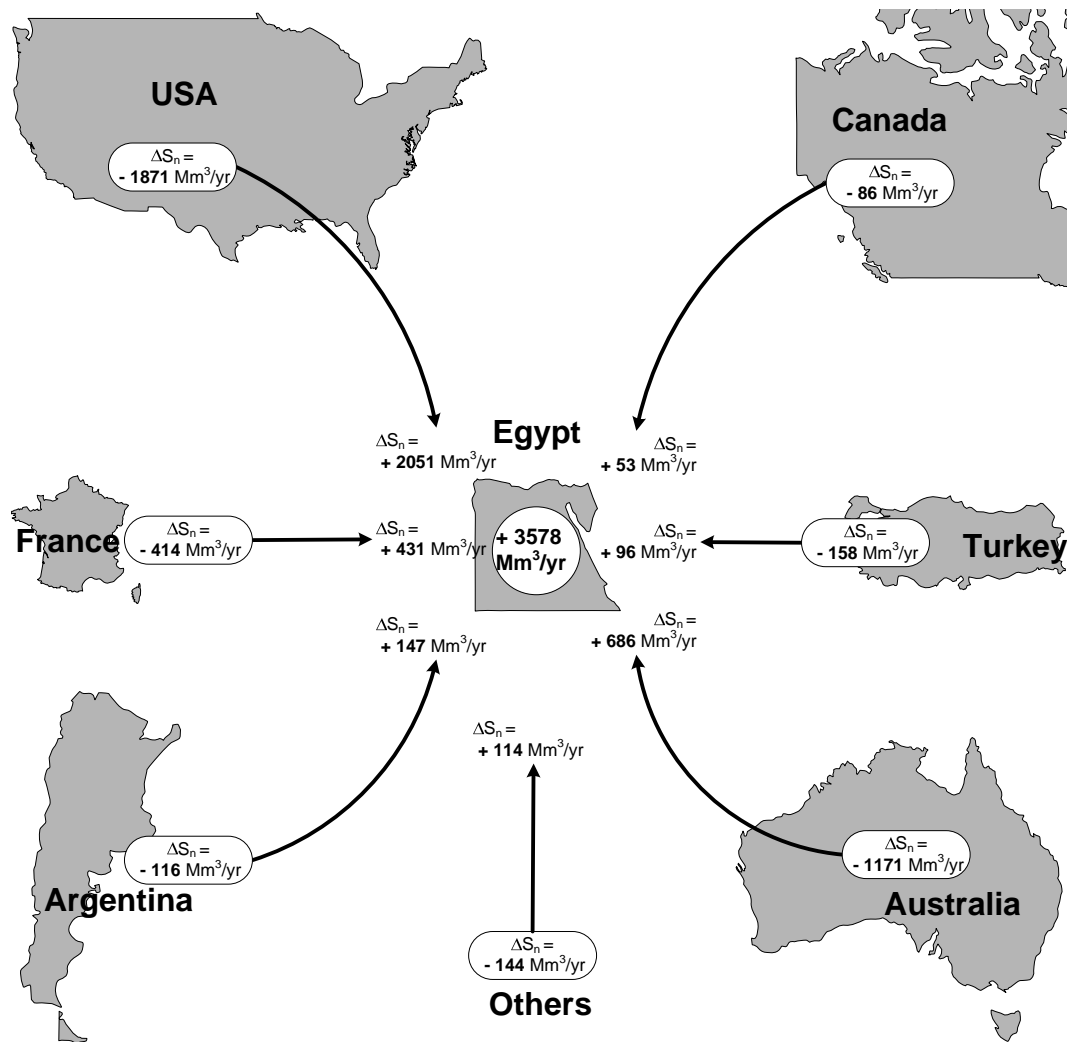 USA
ΔSₙ =
- 1871 Mm³/yr
Canada
ΔSₙ =
- 86 Mm³/yr
Egypt
ΔSₙ =
+ 2051 Mm³/yr
ΔSₙ =
+ 53 Mm³/yr
France
ΔSₙ =
- 414 Mm³/yr
ΔSₙ =
+ 431 Mm³/yr
+ 3578
Mm³/yr
ΔSₙ =
+ 96 Mm³/yr
ΔSₙ =
- 158 Mm³/yr
Turkey
ΔSₙ =
+ 147 Mm³/yr
ΔSₙ =
+ 686 Mm³/yr
ΔSₙ =
+ 114 Mm³/yr
ΔSₙ =
- 116 Mm³/yr
Argentina
ΔSₙ =
- 1171 Mm³/yr
Australia
ΔSₙ =
- 144 Mm³/yr
Others